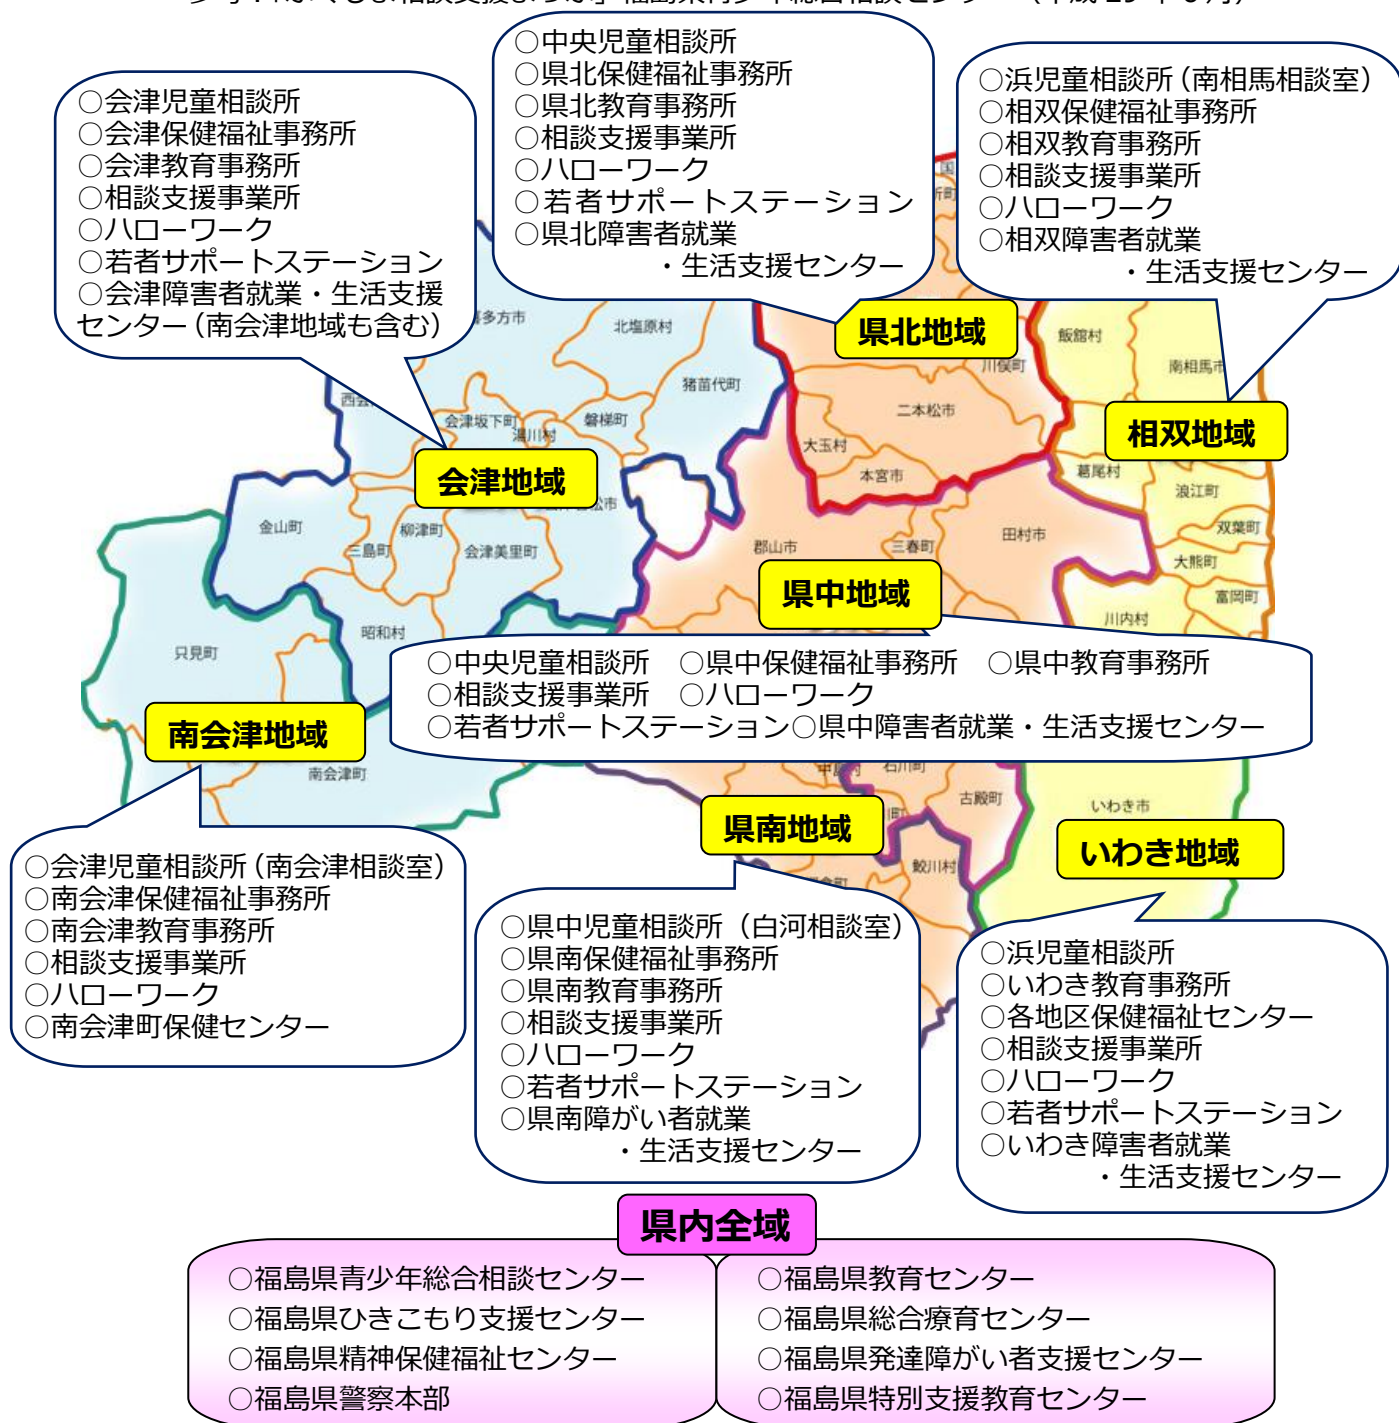 ○中央児童相談所
○県北保健福祉事務所
○県北教育事務所
○相談支援事業所
○ハローワーク
○若者サポートステーション
○県北障害者就業
・生活支援センター
○会津児童相談所
○会津保健福祉事務所
○会津教育事務所
○相談支援事業所
○ハローワーク
○若者サポートステーション
○会津障害者就業・生活支援
センター(南会津地域も含む)
○浜児童相談所(南相馬相談室)
○相双保健福祉事務所
○相双教育事務所
○相談支援事業所
○ハローワーク
○相双障害者就業
・生活支援センター
県北地域
相双地域
会津地域
県中地域
南会津地域
県南地域
いわき地域
北塩原村
猪苗代町
磐梯町
会津坂下町
湯川村
金山町
三島町
柳津町
会津美里町
昭和村
只見町
南会津町
川俣町
二本松市
大玉村
本宮市
郡山市
三春町
田村市
飯舘村
南相馬市
葛尾村
浪江町
双葉町
大熊町
富岡町
川内村
いわき市
石川町
古殿町
鮫川村
○中央児童相談所 ○県中保健福祉事務所 ○県中教育事務所
○相談支援事業所 ○ハローワーク
○若者サポートステーション○県中障害者就業・生活支援センター
○会津児童相談所(南会津相談室)
○南会津保健福祉事務所
○南会津教育事務所
○相談支援事業所
○ハローワーク
○南会津町保健センター
○県中児童相談所(白河相談室)
○県南保健福祉事務所
○県南教育事務所
○相談支援事業所
○ハローワーク
○若者サポートステーション
○県南障がい者就業
・生活支援センター
○浜児童相談所
○いわき教育事務所
○各地区保健福祉センター
○相談支援事業所
○ハローワーク
○若者サポートステーション
○いわき障害者就業
・生活支援センター
県内全域
○福島県青少年総合相談センター
○福島県ひきこもり支援センター
○福島県精神保健福祉センター
○福島県警察本部
○福島県教育センター
○福島県総合療育センター
○福島県発達障がい者支援センター
○福島県特別支援教育センター